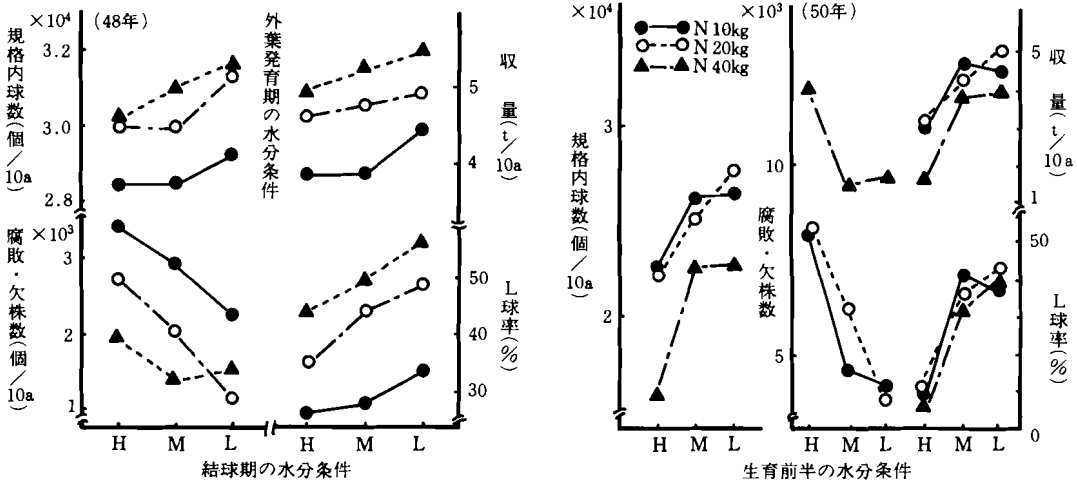 ×10⁴
(48年)
規格内球数(個/10a)
3.2
3.0
2.8
腐敗・欠株数(個/10a)
×10³
3
2
1
H M L
外葉発育期の水分条件
収量(t/10a)
5
4
L球率(%)
50
40
30
H M L
結球期の水分条件
×10⁴
規格内球数(個/10a)
3
2
N10kg
N20kg
N40kg
H M L
×10³
(50年)
腐敗・欠株数
10
5
収量(t/10a)
5
1
L球率(%)
50
0
H M L
H M L
生育前半の水分条件